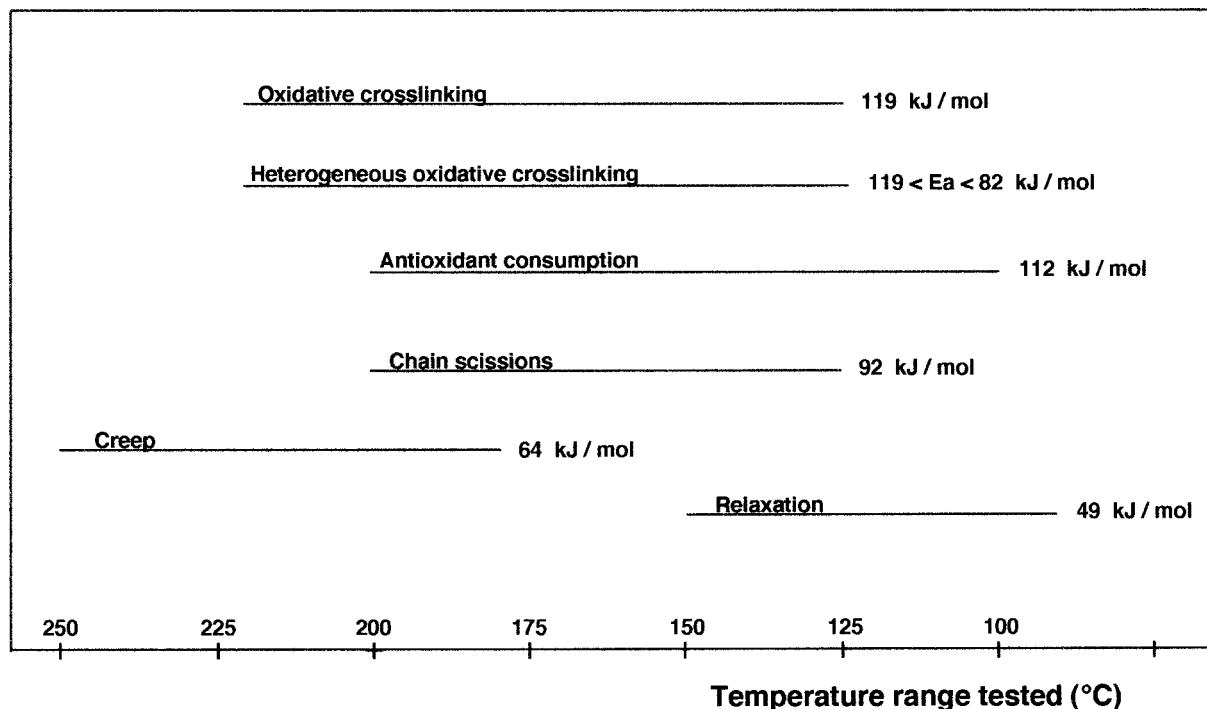 Oxidative crosslinking 119 kJ / mol
Heterogeneous oxidative crosslinking 119 < Ea < 82 kJ / mol
Antioxidant consumption 112 kJ / mol
Chain scissions 92 kJ / mol
Creep 64 kJ / mol
Relaxation 49 kJ / mol
250 225 200 175 150 125 100
Temperature range tested (°C)